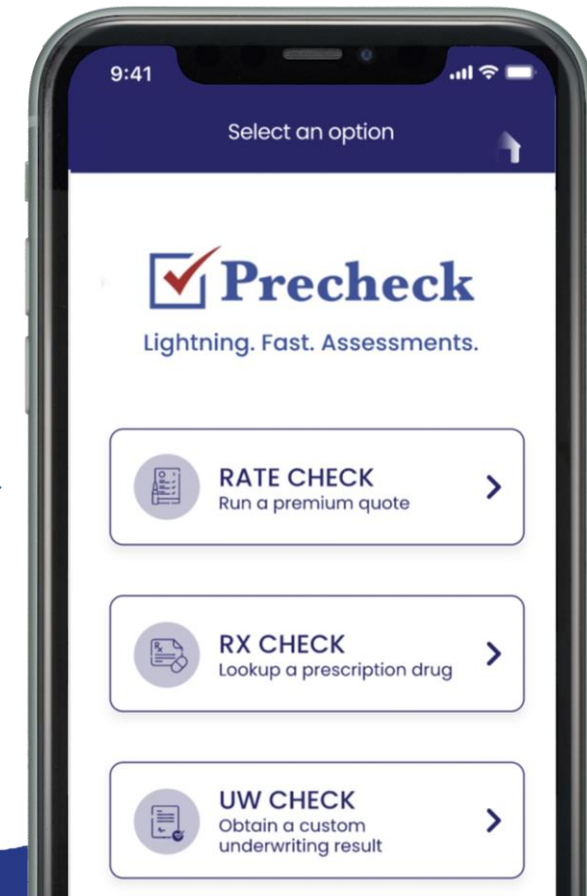 9:41
Select an option
Precheck
Lightning. Fast. Assessments.
RATE CHECK
Run a premium quote
RX CHECK
Lookup a prescription drug
UW CHECK
Obtain a custom
underwriting result